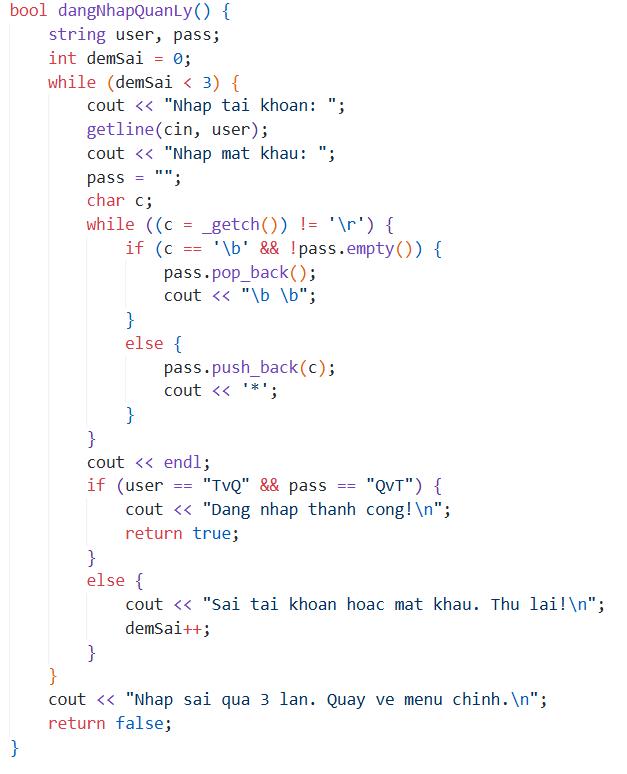 bool dangNhapQuanLy() {
    string user, pass;
    int demSai = 0;
    while (demSai < 3) {
        cout << "Nhap tai khoan: ";
        getline(cin, user);
        cout << "Nhap mat khau: ";
        pass = "";
        char c;
        while ((c = _getch()) != '\r') {
            if (c == '\b' && !pass.empty()) {
                pass.pop_back();
                cout << "\b \b";
            }
            else {
                pass.push_back(c);
                cout << '*';
            }
        }
        cout << endl;
        if (user == "TvQ" && pass == "QvT") {
            cout << "Dang nhap thanh cong!\n";
            return true;
        }
        else {
            cout << "Sai tai khoan hoac mat khau. Thu lai!\n";
            demSai++;
        }
    }
    cout << "Nhap sai qua 3 lan. Quay ve menu chinh.\n";
    return false;
}